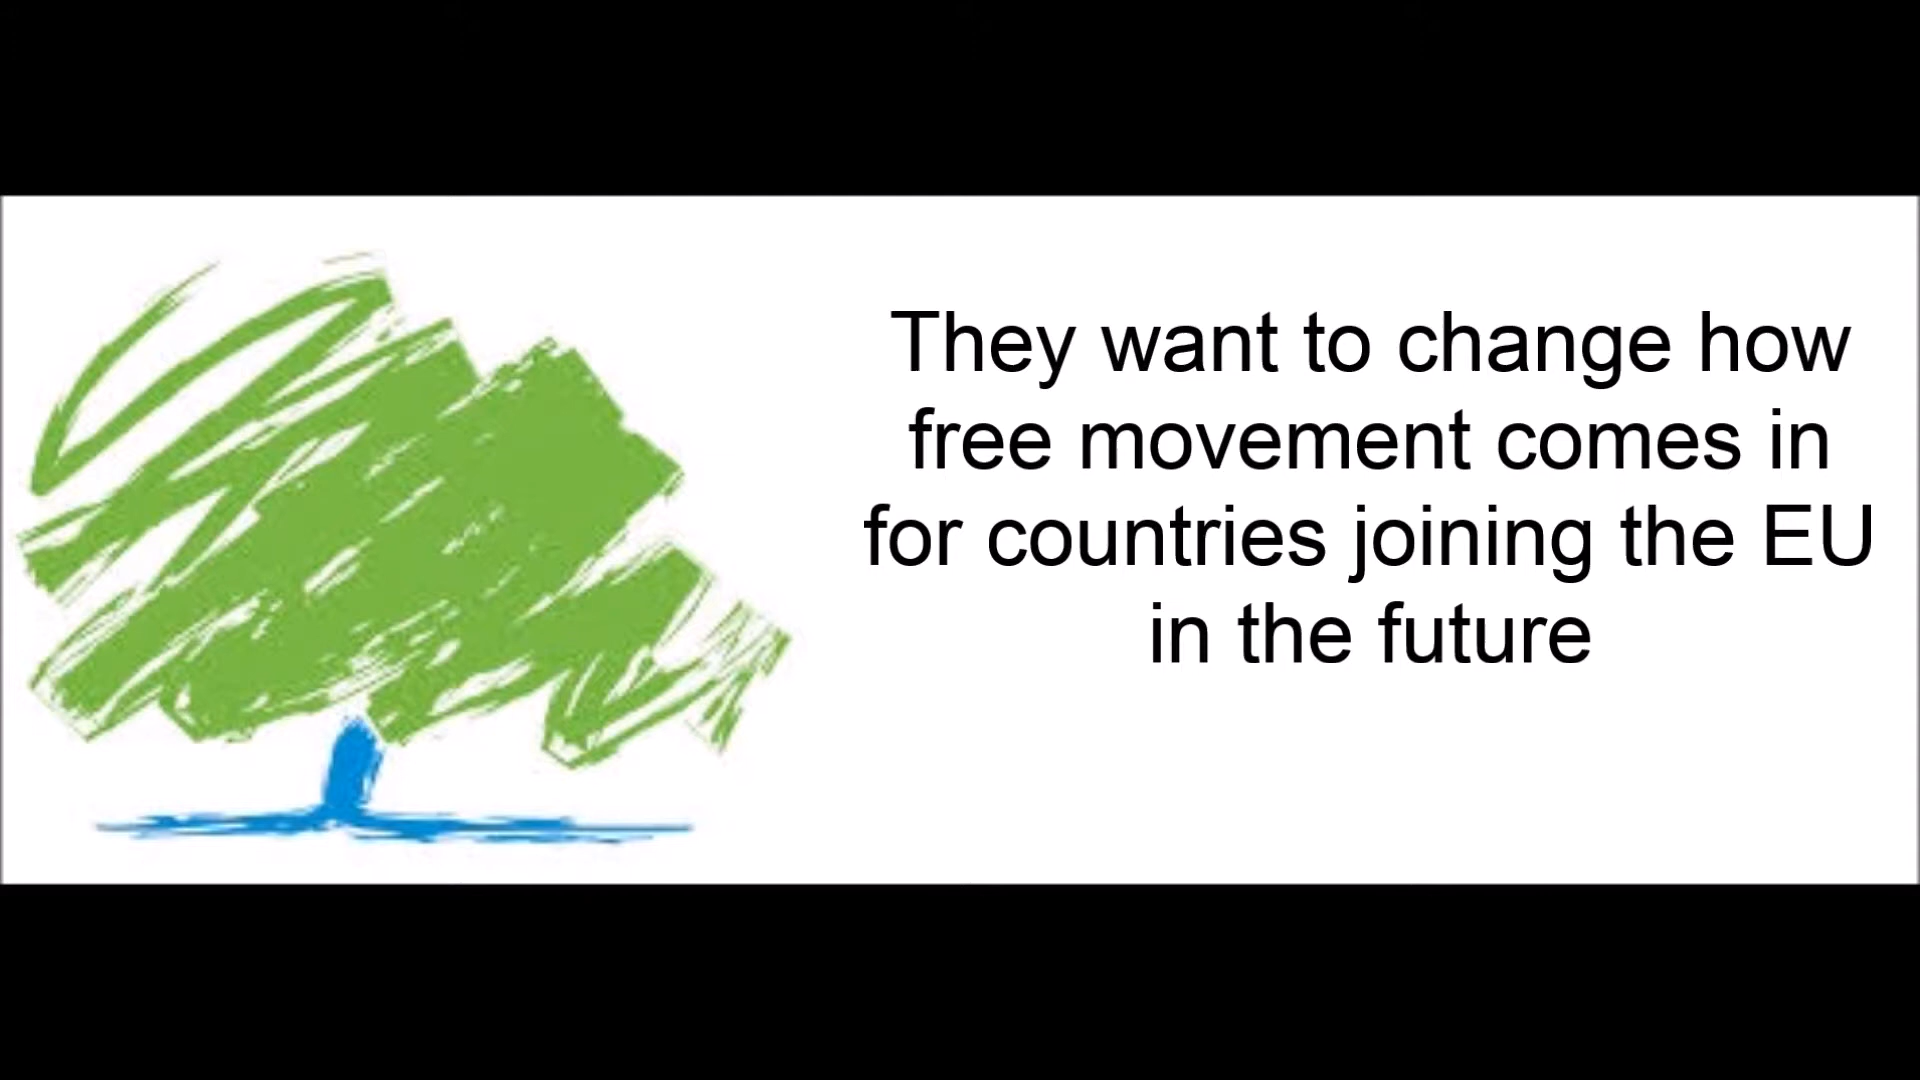 They want to change how
free movement comes in
for countries joining the EU
in the future